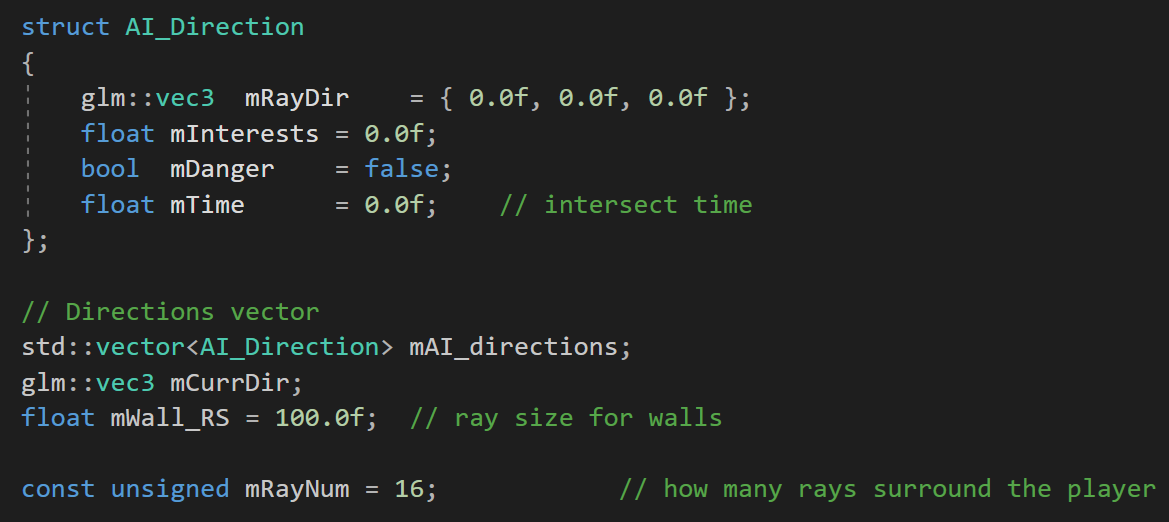 struct AI_Direction
{
    glm::vec3  mRayDir    = { 0.0f, 0.0f, 0.0f };
    float mInterests = 0.0f;
    bool  mDanger    = false;
    float mTime      = 0.0f;    // intersect time
};

// Directions vector
std::vector<AI_Direction> mAI_directions;
glm::vec3 mCurrDir;
float mWall_RS = 100.0f;  // ray size for walls

const unsigned mRayNum = 16;            // how many rays surround the player